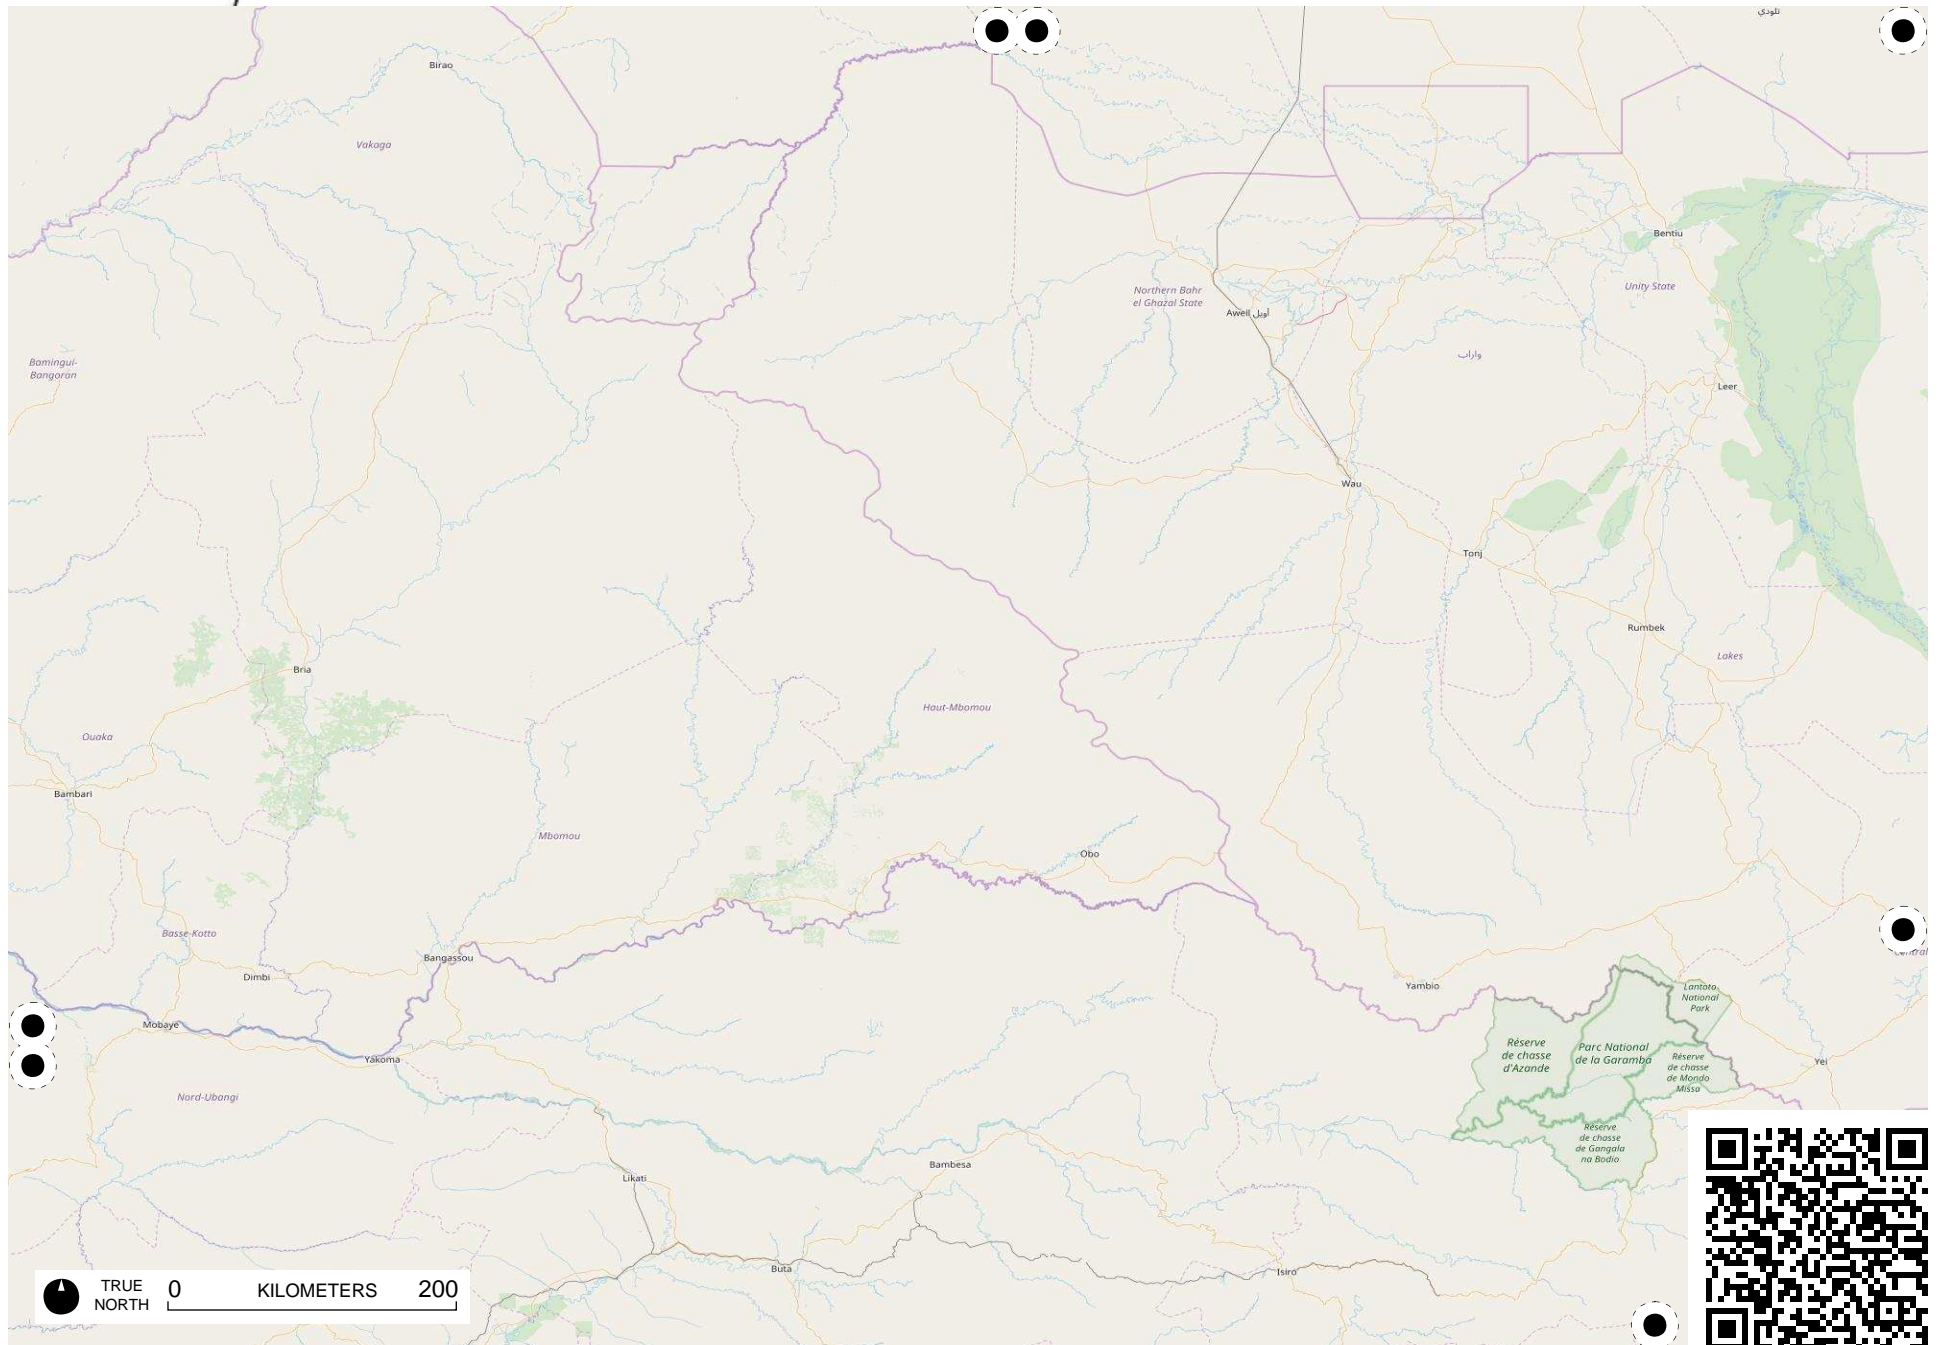 تلودي
Birao
Vakaga
Bentiu
Unity State
Northern Bahr
el Ghazal State
Aweil أويل
واراب
Bamingui-
Bangoran
Leer
Wau
Tonj
Rumbek
Lakes
Bria
Haut-Mbomou
Ouaka
Bambari
Mbomou
Obo
Basse-Kotto
Bangassou
Dimbi
Central
Yambio
Lantoto
National
Park
Mobaye
Yakoma
Réserve
de chasse
d'Azande
Parc National
de la Garamba
Réserve
de chasse
de Mondo
Missa
Yei
Nord-Ubangi
Réserve
de chasse
de Gangala
na Bodio
Bambesa
Likati
Buta
Isiro
TRUE
NORTH
0 KILOMETERS 200